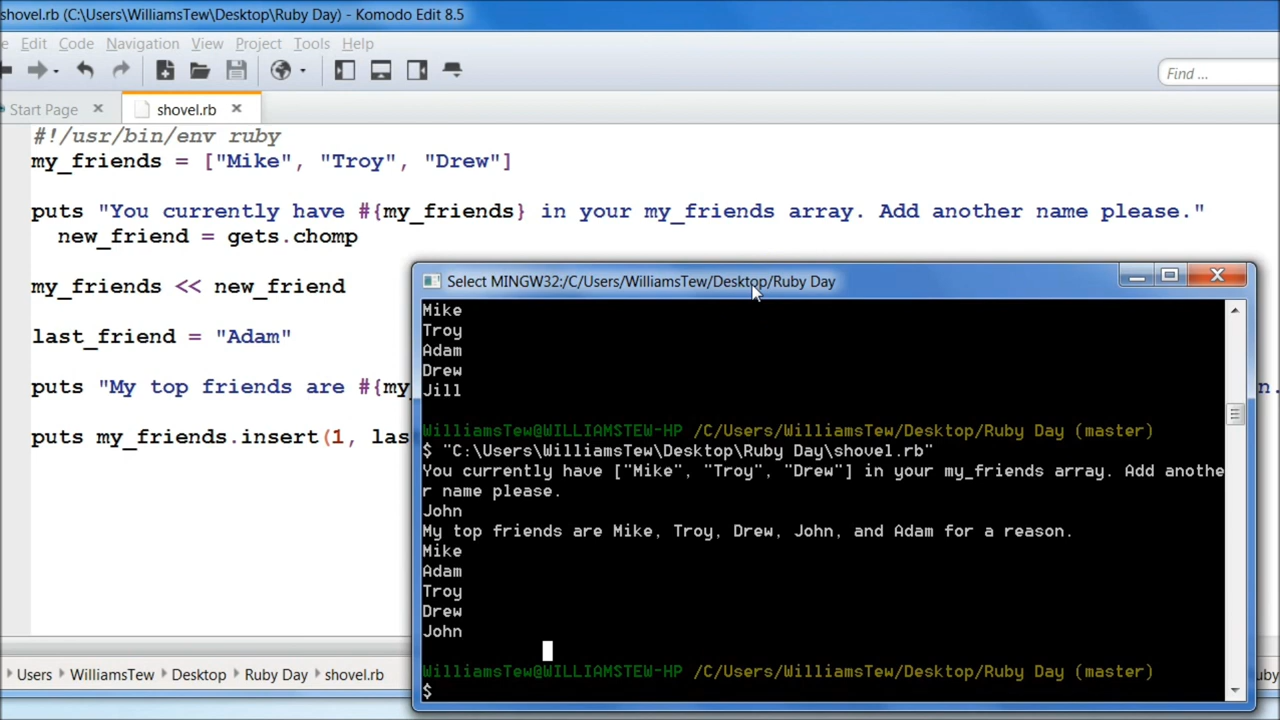 shovel.rb (C:\Users\WilliamsTew\Desktop\Ruby Day) - Komodo Edit 8.5
Edit Code Navigation View Project Tools Help
Find ...
Start Page shovel.rb
#!/usr/bin/env ruby
my_friends = ["Mike", "Troy", "Drew"]
puts "You currently have #{my_friends} in your my_friends array. Add another name please."
new_friend = gets.chomp
my_friends << new_friend
last_friend = "Adam"
puts "My top friends are #{my_
puts my_friends.insert(1, las
Select MINGW32:/C/Users/WilliamsTew/Desktop/Ruby Day
Mike
Troy
Adam
Drew
Jill
WilliamsTew@WILLIAMSTEW-HP /C/Users/WilliamsTew/Desktop/Ruby Day (master)
$ "C:\Users\WilliamsTew\Desktop\Ruby Day\shovel.rb"
You currently have ["Mike", "Troy", "Drew"] in your my_friends array. Add anothe
r name please.
John
My top friends are Mike, Troy, Drew, John, and Adam for a reason.
Mike
Adam
Troy
Drew
John
WilliamsTew@WILLIAMSTEW-HP /C/Users/WilliamsTew/Desktop/Ruby Day (master)
$
Users WilliamsTew Desktop Ruby Day shovel.rb